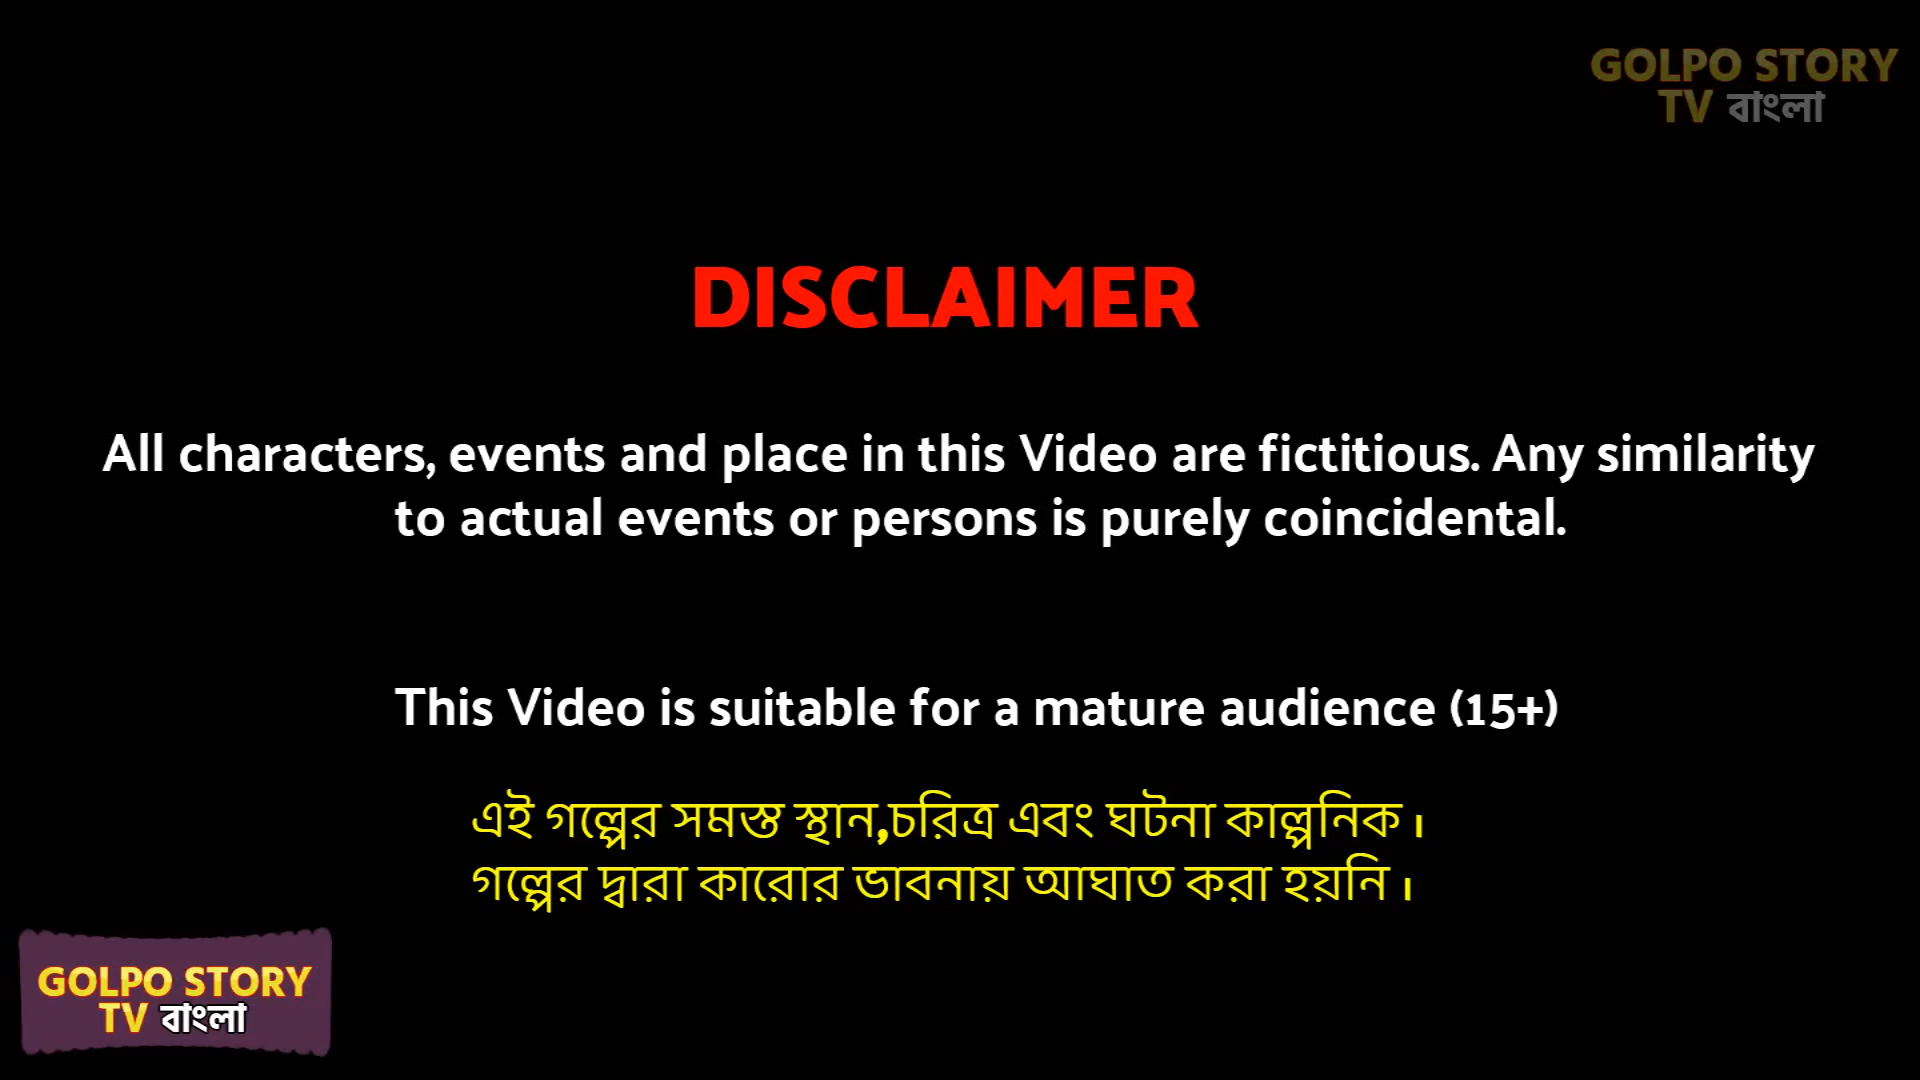 GOLPO STORY
TV বাংলা
DISCLAIMER
All characters, events and place in this Video are fictitious. Any similarity
to actual events or persons is purely coincidental.
This Video is suitable for a mature audience (15+)
এই গল্পের সমস্ত স্থান,চরিত্র এবং ঘটনা কাল্পনিক।
গল্পের দ্বারা কারোর ভাবনায় আঘাত করা হয়নি।
GOLPO STORY
TV বাংলা